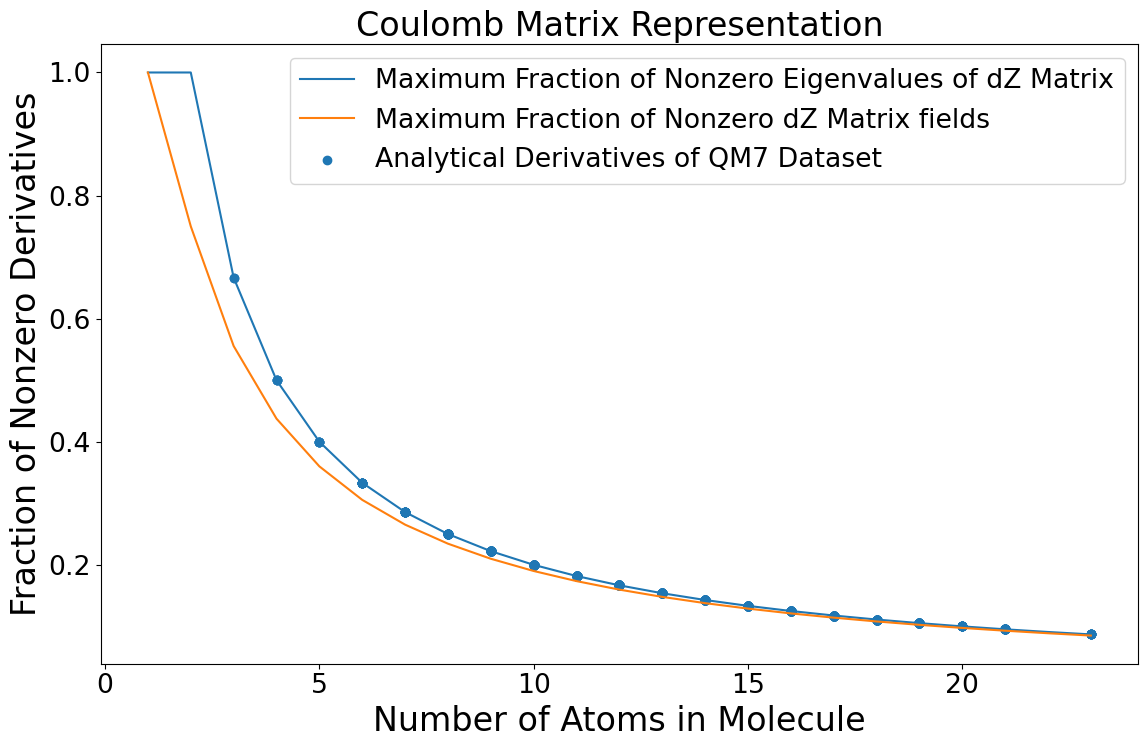 Coulomb Matrix Representation
Maximum Fraction of Nonzero Eigenvalues of dZ Matrix
Maximum Fraction of Nonzero dZ Matrix fields
Analytical Derivatives of QM7 Dataset
Fraction of Nonzero Derivatives
1.0
0.8
0.6
0.4
0.2
0
5
10
15
20
Number of Atoms in Molecule